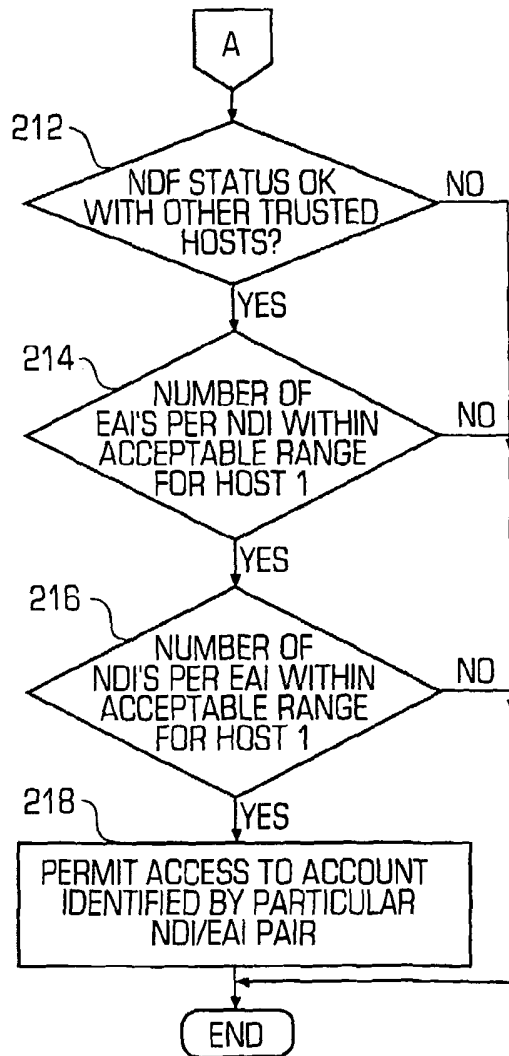 A
212
NDF STATUS OK
WITH OTHER TRUSTED
HOSTS?
NO
YES
214
NUMBER OF
EAI'S PER NDI WITHIN
ACCEPTABLE RANGE
FOR HOST 1
NO
YES
216
NUMBER OF
NDI'S PER EAI WITHIN
ACCEPTABLE RANGE
FOR HOST 1
NO
YES
218
PERMIT ACCESS TO ACCOUNT
IDENTIFIED BY PARTICULAR
NDI/EAI PAIR
END